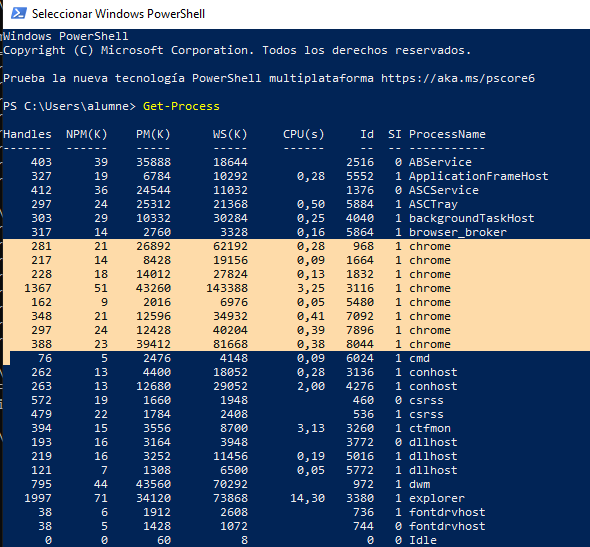 Seleccionar Windows PowerShell
Windows PowerShell
Copyright (C) Microsoft Corporation. Todos los derechos reservados.
Prueba la nueva tecnología PowerShell multiplataforma https://aka.ms/pscore6
PS C:\Users\alumne> Get-Process
Handles NPM(K) PM(K) WS(K) CPU(s) Id SI ProcessName
------- ------ ----- ----- ------ -- -- -----------
403 39 35888 18644 2516 0 ABService
327 19 6784 10292 0,28 5552 1 ApplicationFrameHost
412 36 24544 11032 1376 0 ASCService
297 24 25312 21368 0,50 5884 1 ASCTray
303 29 10332 30284 0,25 4040 1 backgroundTaskHost
317 14 2760 3328 0,16 5864 1 browser_broker
281 21 26892 62192 0,28 968 1 chrome
217 14 8428 19156 0,09 1664 1 chrome
228 18 14012 27824 0,13 1832 1 chrome
1367 51 43260 143388 3,25 3116 1 chrome
162 9 2016 6976 0,05 5480 1 chrome
348 21 12596 34932 0,41 7092 1 chrome
297 24 12428 40204 0,39 7896 1 chrome
388 23 39412 81668 0,38 8044 1 chrome
76 5 2476 4148 0,09 6024 1 cmd
262 13 4400 18052 0,28 3136 1 conhost
263 13 12680 29052 2,00 4276 1 conhost
572 19 1660 1948 460 0 csrss
479 22 1784 2408 536 1 csrss
394 15 3556 8700 3,13 3260 1 ctfmon
193 16 3164 3948 3772 0 dllhost
219 16 3252 11456 0,19 5016 1 dllhost
121 7 1308 6500 0,05 5772 1 dllhost
795 44 43560 70292 972 1 dwm
1997 71 34120 73868 14,30 3380 1 explorer
38 6 1912 2608 736 1 fontdrvhost
38 5 1428 1072 744 0 fontdrvhost
0 0 60 8 0 0 Idle